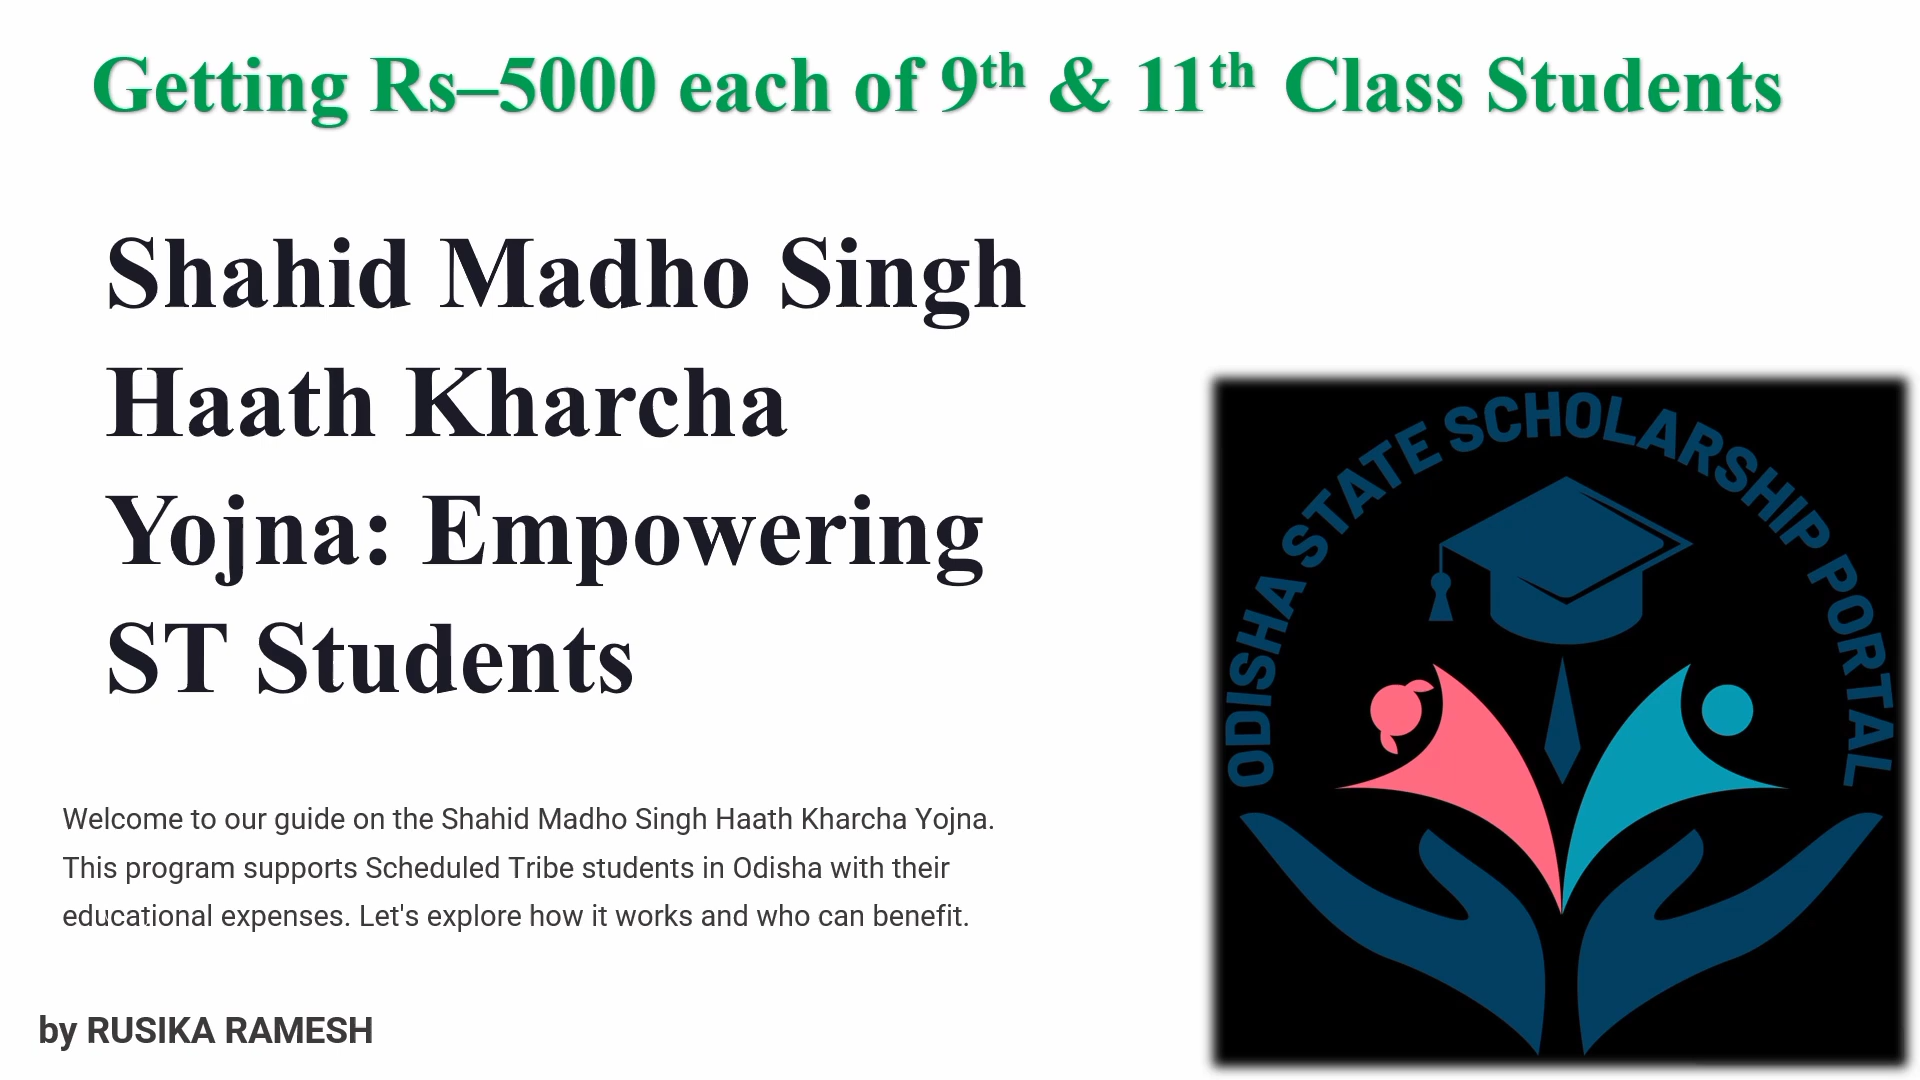 Getting Rs–5000 each of 9th & 11th Class Students
Shahid Madho Singh
Haath Kharcha
Yojna: Empowering
ST Students
Welcome to our guide on the Shahid Madho Singh Haath Kharcha Yojna.
This program supports Scheduled Tribe students in Odisha with their
educational expenses. Let's explore how it works and who can benefit.
by RUSIKA RAMESH
ODISHA STATE SCHOLARSHIP PORTAL